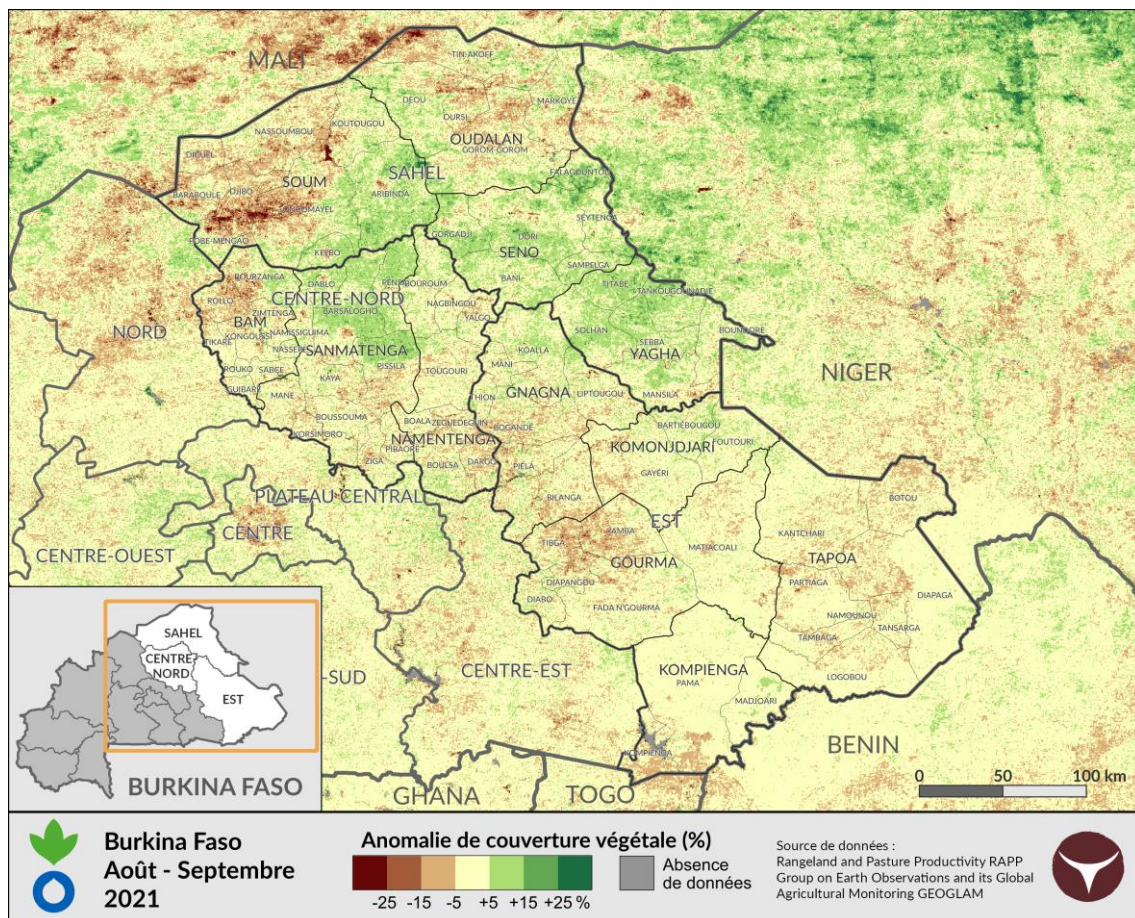 MALI
TIN-AKOFF
DEOU
MARKOYE
OURSI
NASSOUMBOU
KOUTOUGOU
OUDALAN
GOROM-GOROM
DIGUEL
SOUM
SAHEL
FALAGOUNTOU
BARABOULE
DJIBO
ARIBINDA
TONGOMAYEL
SEYTENGA
POBE-MENGAO
KELBO
GORGADJI
DORI
SENO
BANI
SAMPELGA
BOURZANGA
DABLO
BOUROUM
TITABE
TANKOUGOUNADIE
CENTRE-NORD
ROLLO
ZIMTENGA
BARSALOGHO
NAGBINGOU
YALGO
NORD
BAM
KONGOUSSI
NAMISSIGUIMA
SOLHAN
SEBBA
BOUNDORE
TIKARE
NASSERE
SANMATENGA
KOALLA
YAGHA
ROUKO
SABEE
PISSILA
TOUGOURI
MANI
NIGER
GUIBARE
KAYA
GNAGNA
MANE
THION
LIPTOUGOU
MANSILA
BOUSSOUMA
BOALA
ZEGUEDEGUIN
BOGANDE
BARTIEBOUGOU
KORSIMORO
NAMENTENGA
KOMONDJARI
FOUTOURI
PIBAORE
ZIGA
BOULSA
DARGO
PIELA
GAYERI
BILANGA
BOTOU
PLATEAU CENTRAL
EST
CENTRE
YAMBA
KANTCHARI
CENTRE-OUEST
TIBGA
GOURMA
MATIACOALI
TAPOA
DIAPANGOU
PARTIAGA
DIABO
FADA N'GOURMA
DIAPAGA
NAMOUNOU
TANSARGA
TAMBAGA
SAHEL
CENTRE
NORD
-SUD
CENTRE-EST
KOMPIENGA
PAMA
LOGOBOU
EST
MADJOARI
BENIN
KOMPIENGA
BURKINA FASO
GHANA
TOGO
0 50 100 km
Burkina Faso
Août - Septembre
2021
Anomalie de couverture végétale (%)
-25 -15 -5 +5 +15 +25 %
Absence
de données
Source de données :
Rangeland and Pasture Productivity RAPP
Group on Earth Observations and its Global
Agricultural Monitoring GEOGLAM